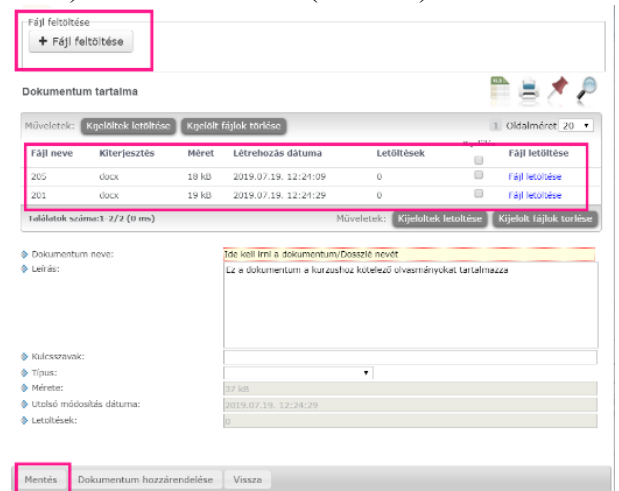 Fájl feltöltése
+ Fájl feltöltése
Dokumentum tartalma
Műveletek: Kijelöltek letöltése Kijelölt fájlok törlése 1 Oldalméret 20
Fájl neve Kiterjesztés Méret Létrehozás dátuma Letöltések Fájl letöltése
205 docx 18 kB 2019.07.19. 12:24:09 0 Fájl letöltése
201 docx 19 kB 2019.07.19. 12:24:29 0 Fájl letöltése
Találatok száma:1-2/2 (0 ms) Műveletek: Kijelöltek letöltése Kijelölt fájlok törlése
Dokumentum neve: Ide kell írni a dokumentum/Dosszié nevét
Leírás: Ez a dokumentum a kurzushoz kötelező olvasmányokat tartalmazza
Kulcsszavak:
Típus:
Mérete: 37 kB
Utolsó módosítás dátuma: 2019.07.19. 12:24:29
Letöltések: 0
Mentés Dokumentum hozzárendelése Vissza